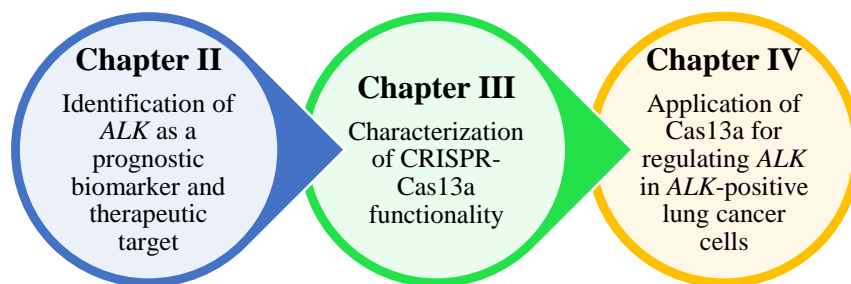 Chapter II
Identification of
ALK as a
prognostic
biomarker and
therapeutic
target
Chapter III
Characterization
of CRISPR-
Cas13a
functionality
Chapter IV
Application of
Cas13a for
regulating ALK
in ALK-positive
lung cancer
cells